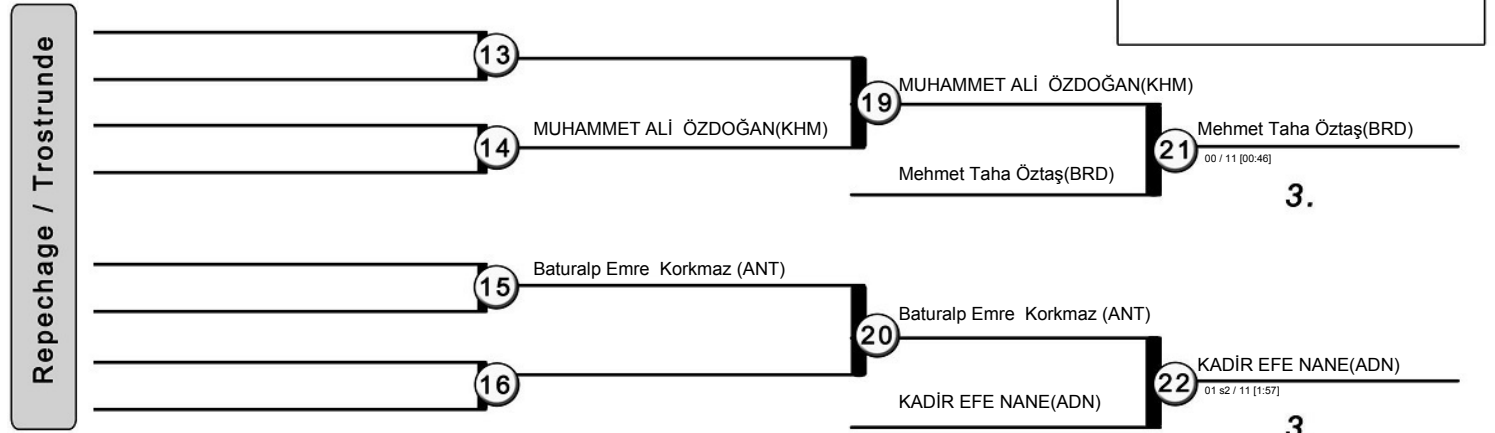 Repechage / Trostrunde
13
14
MUHAMMET ALİ  ÖZDOĞAN(KHM)
19
MUHAMMET ALİ  ÖZDOĞAN(KHM)
Mehmet Taha Öztaş(BRD)
21
Mehmet Taha Öztaş(BRD)
00 / 11 [00:46]
3.
15
Baturalp Emre  Korkmaz (ANT)
16
20
Baturalp Emre  Korkmaz (ANT)
KADİR EFE NANE(ADN)
22
KADİR EFE NANE(ADN)
01 s2 / 11 [1:57]
3